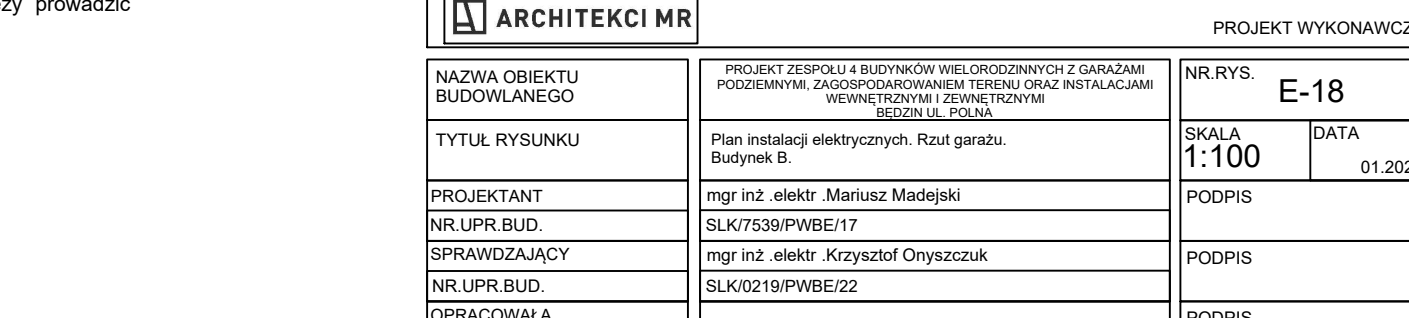 prowadzić
ARCHITEKCI MR
PROJEKT
NAZWA OBIEKTU
BUDOWLANEGO
PROJEKT ZESPOŁU 4 BUDYNKÓW WIELORODZINNYCH Z GARAŻAMI
PODZIEMNYMI, ZAGOSPODAROWANIEM TERENU ORAZ INSTALACJAMI
WEWNĘTRZNYMI I ZEWNĘTRZNYMI
BĘDZIN UL. POLNA
NR.RYS.
E-18
TYTUŁ RYSUNKU
Plan instalacji elektrycznych. Rzut garażu.
Budynek B.
SKALA
1:100
DATA
PROJEKTANT
mgr inż .elektr .Mariusz Madejski
PODPIS
NR.UPR.BUD.
SLK/7539/PWBE/17
SPRAWDZAJĄCY
mgr inż .elektr .Krzysztof Onyszczuk
PODPIS
NR.UPR.BUD.
SLK/0219/PWBE/22
OPRACOWAŁA
PODPIS